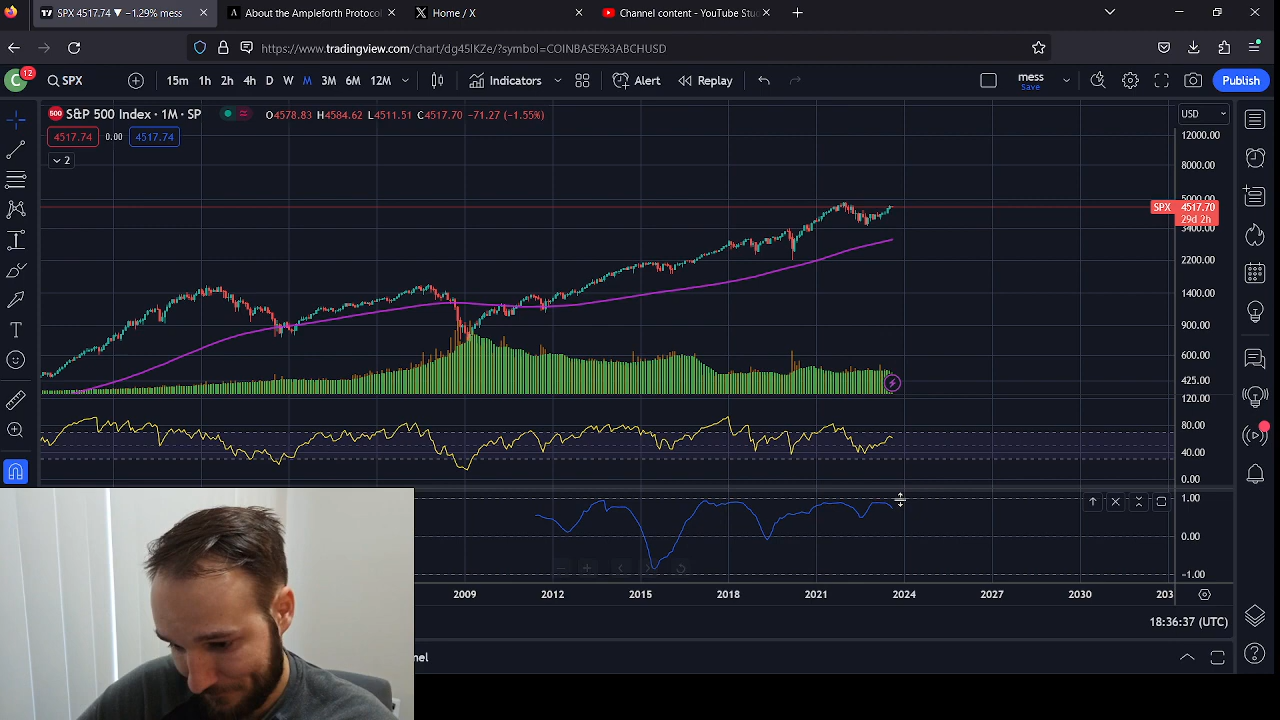 SPX 4517.74 ▼ −1.29% mess
About the Ampleforth Protocol
Home / X
Channel content - YouTube Stud
https://www.tradingview.com/chart/dg45lKZe/?symbol=COINBASE%3ABCHUSD
C 12 SPX 15m 1h 2h 4h D W M 3M 6M 12M Indicators Alert Replay mess Save Publish
500 S&P 500 Index · 1M · SP O4578.83 H4584.62 L4511.51 C4517.70 −71.27 (−1.55%) USD
4517.74 0.00 4517.74
2
12000.00
8000.00
5000.00
SPX 4517.70
29d 2h
3400.00
2200.00
1400.00
900.00
600.00
425.00
120.00
80.00
40.00
0.00
1.00
0.00
−1.00
2009 2012 2015 2018 2021 2024 2027 2030 203
18:36:37 (UTC)
nel